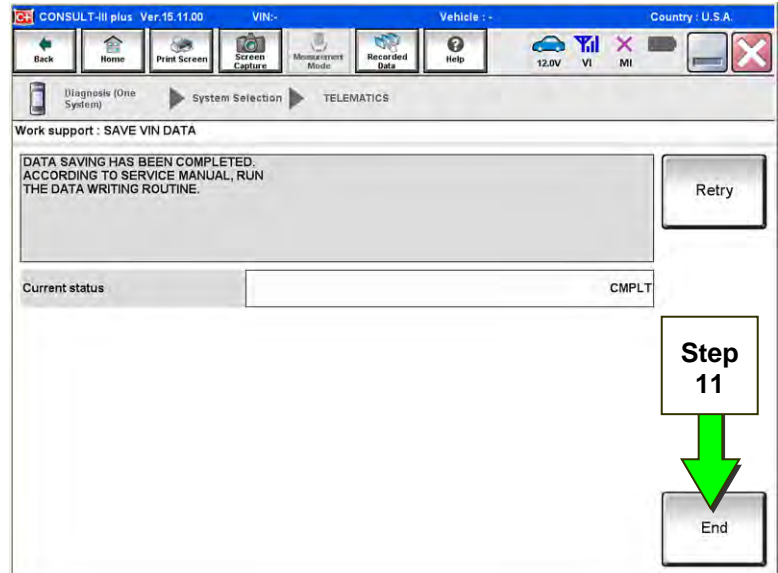 CONSULT-III plus Ver.15.11.00 VIN:- Vehicle : - Country : U.S.A.
Back Home Print Screen Screen Capture Measurement Mode Recorded Data Help 12.0V VI MI
Diagnosis (One System) System Selection TELEMATICS
Work support : SAVE VIN DATA
DATA SAVING HAS BEEN COMPLETED.
ACCORDING TO SERVICE MANUAL, RUN
THE DATA WRITING ROUTINE.
Retry
Current status CMPLT
Step
11
End